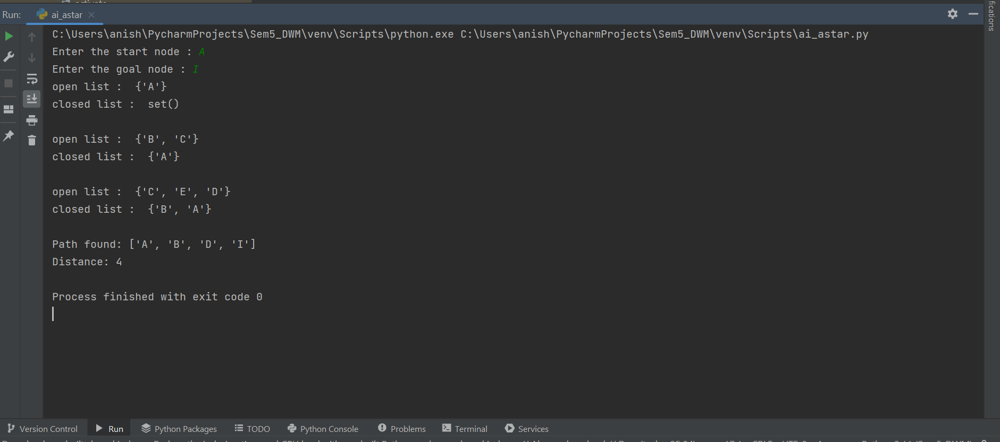 Run: ai_astar
fications
C:\Users\anish\PycharmProjects\Sem5_DWM\venv\Scripts\python.exe C:\Users\anish\PycharmProjects\Sem5_DWM\venv\Scripts\ai_astar.py
Enter the start node : A
Enter the goal node : I
open list :  {'A'}
closed list :  set()
open list :  {'B', 'C'}
closed list :  {'A'}
open list :  {'C', 'E', 'D'}
closed list :  {'B', 'A'}
Path found: ['A', 'B', 'D', 'I']
Distance: 4
Process finished with exit code 0
Version Control Run Python Packages TODO Python Console Problems Terminal Services